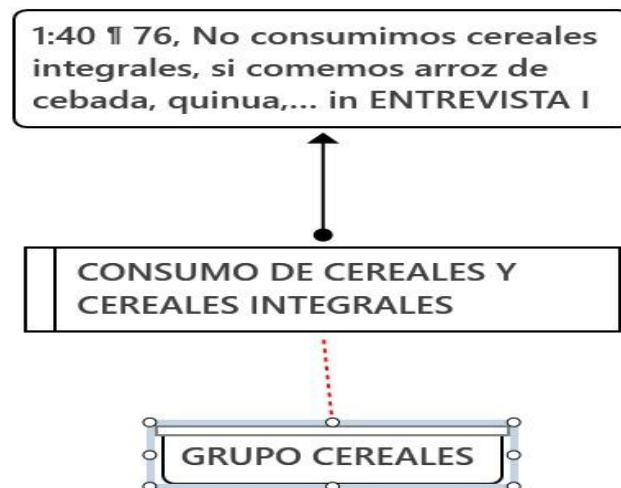 1:40 ¶ 76, No consumimos cereales
integrales, si comemos arroz de
cebada, quinua,... in ENTREVISTA I
CONSUMO DE CEREALES Y
CEREALES INTEGRALES
GRUPO CEREALES